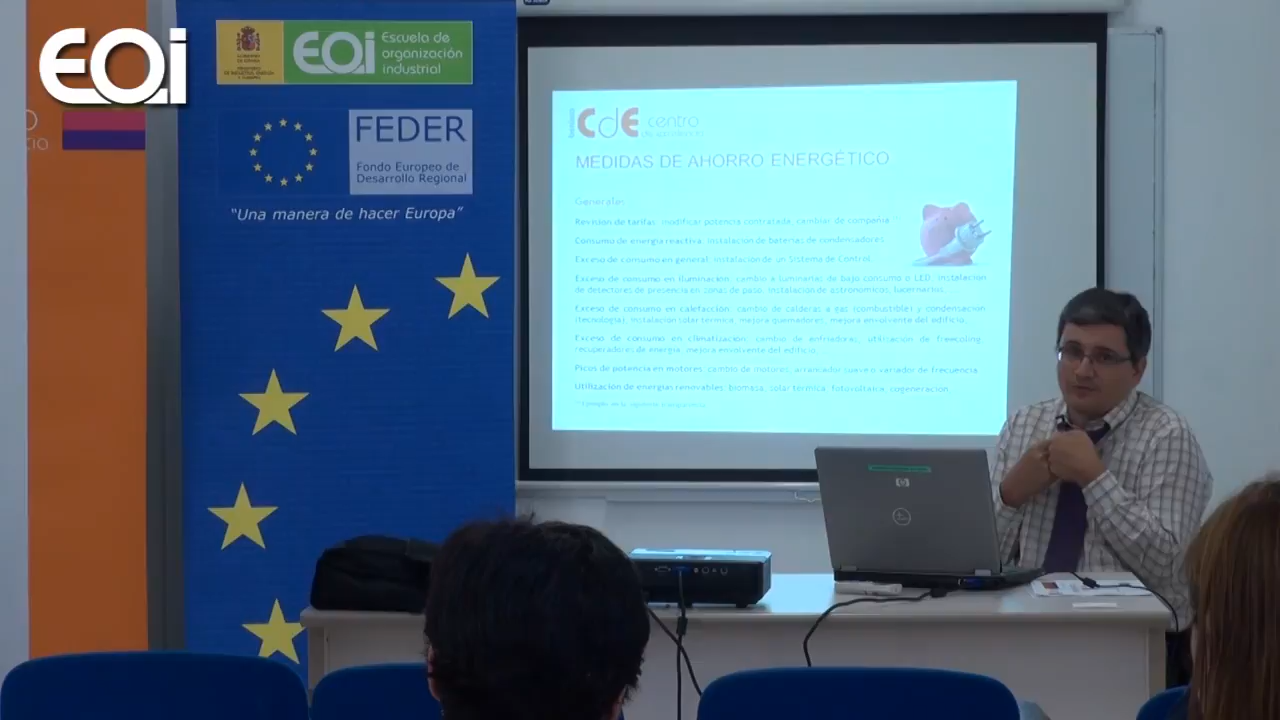 EOi
GOBIERNO
DE ESPAÑA
EOi Escuela de
organización
industrial
FEDER
Fondo Europeo de
Desarrollo Regional
"Una manera de hacer Europa"
CIO
CdE centro
MEDIDAS DE AHORRO ENERGÉTICO
Generales
Revisión de tarifas: modificar potencia contratada, cambiar de compañía
Consumo de energía reactiva: instalación de baterías de condensadores.
Exceso de consumo en general: instalación de un Sistema de Control.
Exceso de consumo en iluminación: cambio a luminarias de bajo consumo o LED, instalación
de detectores de presencia en zonas de paso, instalación de astronómicos, lucernarios.
Exceso de consumo en calefacción: cambio de calderas a gas (combustible) y condensación
(tecnología), instalación solar térmica, mejora quemadores, mejora envolvente del edificio.
Exceso de consumo en climatización: cambio de enfriadoras, utilización de freecoling,
recuperadores de energía, mejora envolvente del edificio.
Picos de potencia en motores: cambio de motores, arrancador suave o variador de frecuencia
Utilización de energías renovables: biomasa, solar térmica, fotovoltaica, cogeneración.
hp